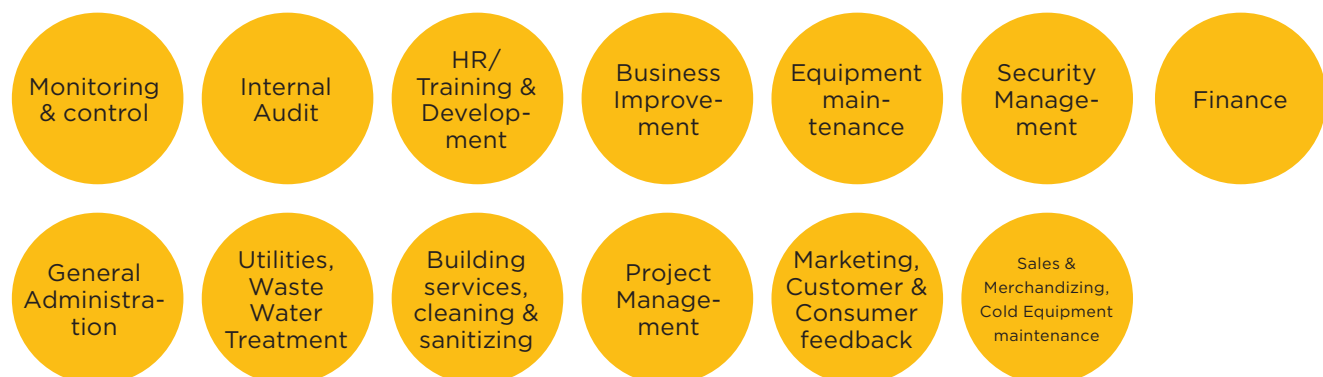 Monitoring
& control
Internal
Audit
HR/
Training &
Develop-
ment
Business
Improve-
ment
Equipment
main-
tenance
Security
Manage-
ment
Finance
General
Administra-
tion
Utilities,
Waste
Water
Treatment
Building
services,
cleaning &
sanitizing
Project
Manage-
ment
Marketing,
Customer &
Consumer
feedback
Sales &
Merchandizing,
Cold Equipment
maintenance